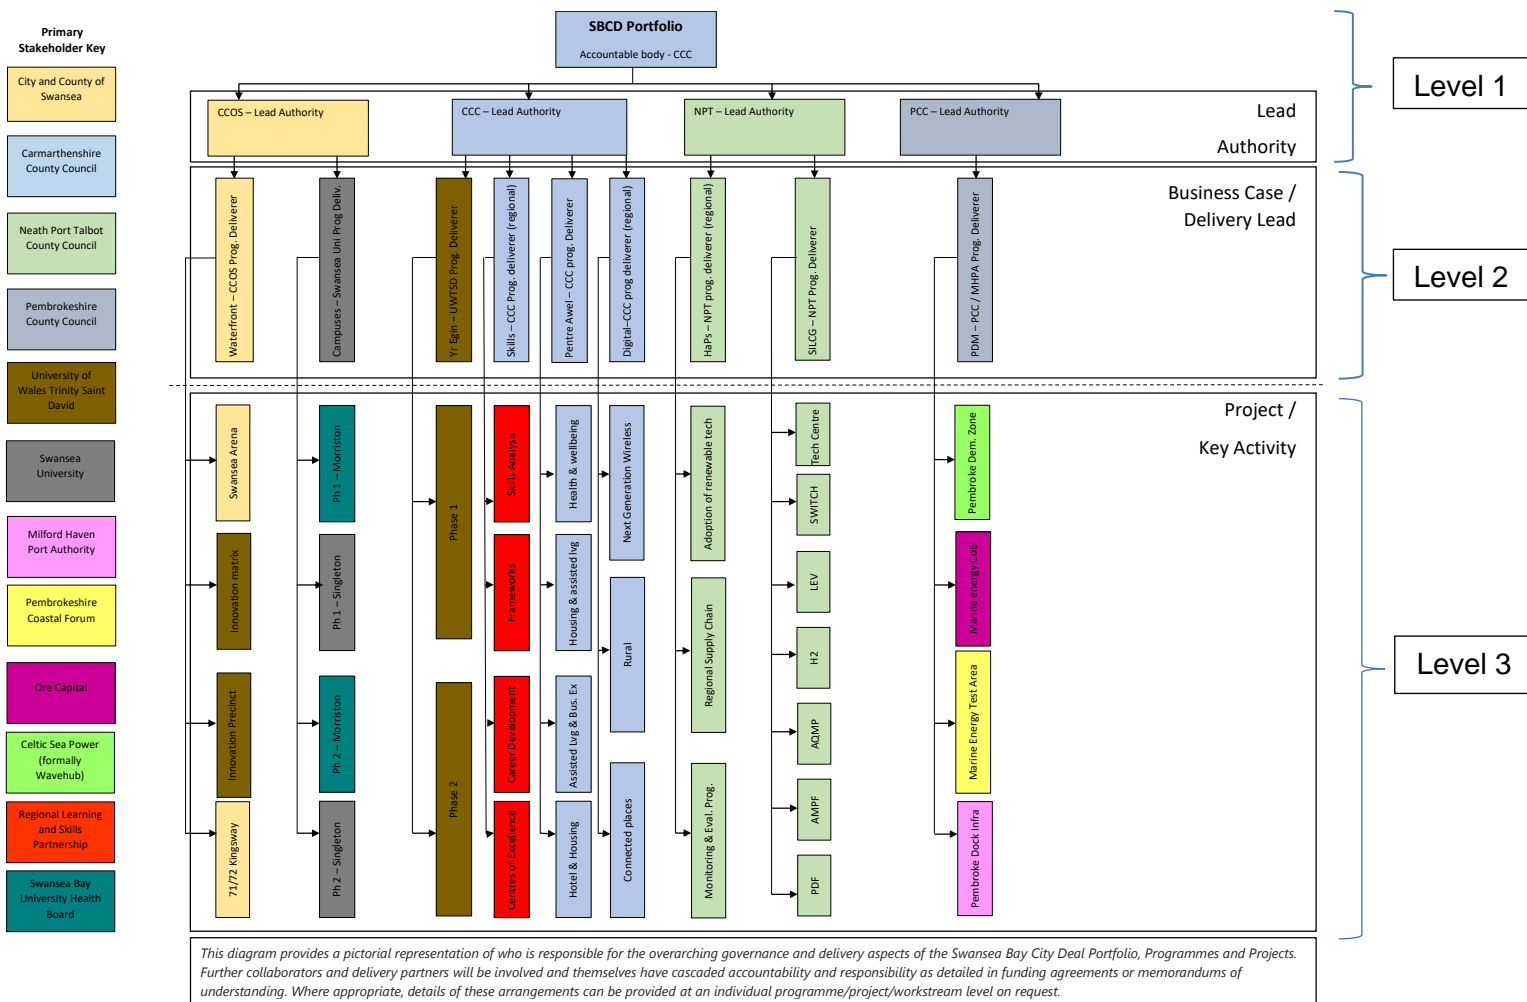 SBCD Portfolio
Accountable body - CCC
Primary
Stakeholder Key
City and County of
Swansea
Carmarthenshire
County Council
Neath Port Talbot
County Council
Pembrokeshire
County Council
University of
Wales Trinity Saint
David
Swansea
University
Milford Haven
Port Authority
Pembrokeshire
Coastal Forum
Ore Capital
Celtic Sea Power
(formally
Wavehub)
Regional Learning
and Skills
Partnership
Swansea Bay
University Health
Board
CCOS – Lead Authority
CCC – Lead Authority
NPT – Lead Authority
PCC – Lead Authority
Lead
Authority
Level 1
Waterfront – CCOS Prog. Deliverer
Campuses – Swansea Uni Prog Deliv.
Yr Egin – UWTSD Prog. Deliverer
Skills – CCC Prog. deliverer (regional)
Pentre Awel – CCC prog. Deliverer
Digital–CCC prog deliverer (regional)
HaPs – NPT prog. deliverer (regional)
SILCG – NPT Prog. Deliverer
PDM – PCC / MHPA Prog. Deliverer
Business Case /
Delivery Lead
Level 2
Project /
Key Activity
Level 3
Swansea Arena
Innovation matrix
Innovation Precinct
71/72 Kingsway
Ph 1 – Morriston
Ph 1 – Singleton
Ph 2 – Morriston
Ph 2 – Singleton
Phase 1
Phase 2
Skills Analysis
Frameworks
Career Development
Centres of Excellence
Health & wellbeing
Housing & assisted lvg
Assisted Lvg & Bus. Ex
Hotel & Housing
Next Generation Wireless
Rural
Connected places
Adoption of renewable tech
Regional Supply Chain
Monitoring & Eval. Prog.
Tech Centre
SWITCH
LEV
H2
AQMP
AMPF
PDF
Pembroke Dem. Zone
Marine energy CoE
Marine Energy Test Area
Pembroke Dock Infra
This diagram provides a pictorial representation of who is responsible for the overarching governance and delivery aspects of the Swansea Bay City Deal Portfolio, Programmes and Projects.
Further collaborators and delivery partners will be involved and themselves have cascaded accountability and responsibility as detailed in funding agreements or memorandums of
understanding. Where appropriate, details of these arrangements can be provided at an individual programme/project/workstream level on request.